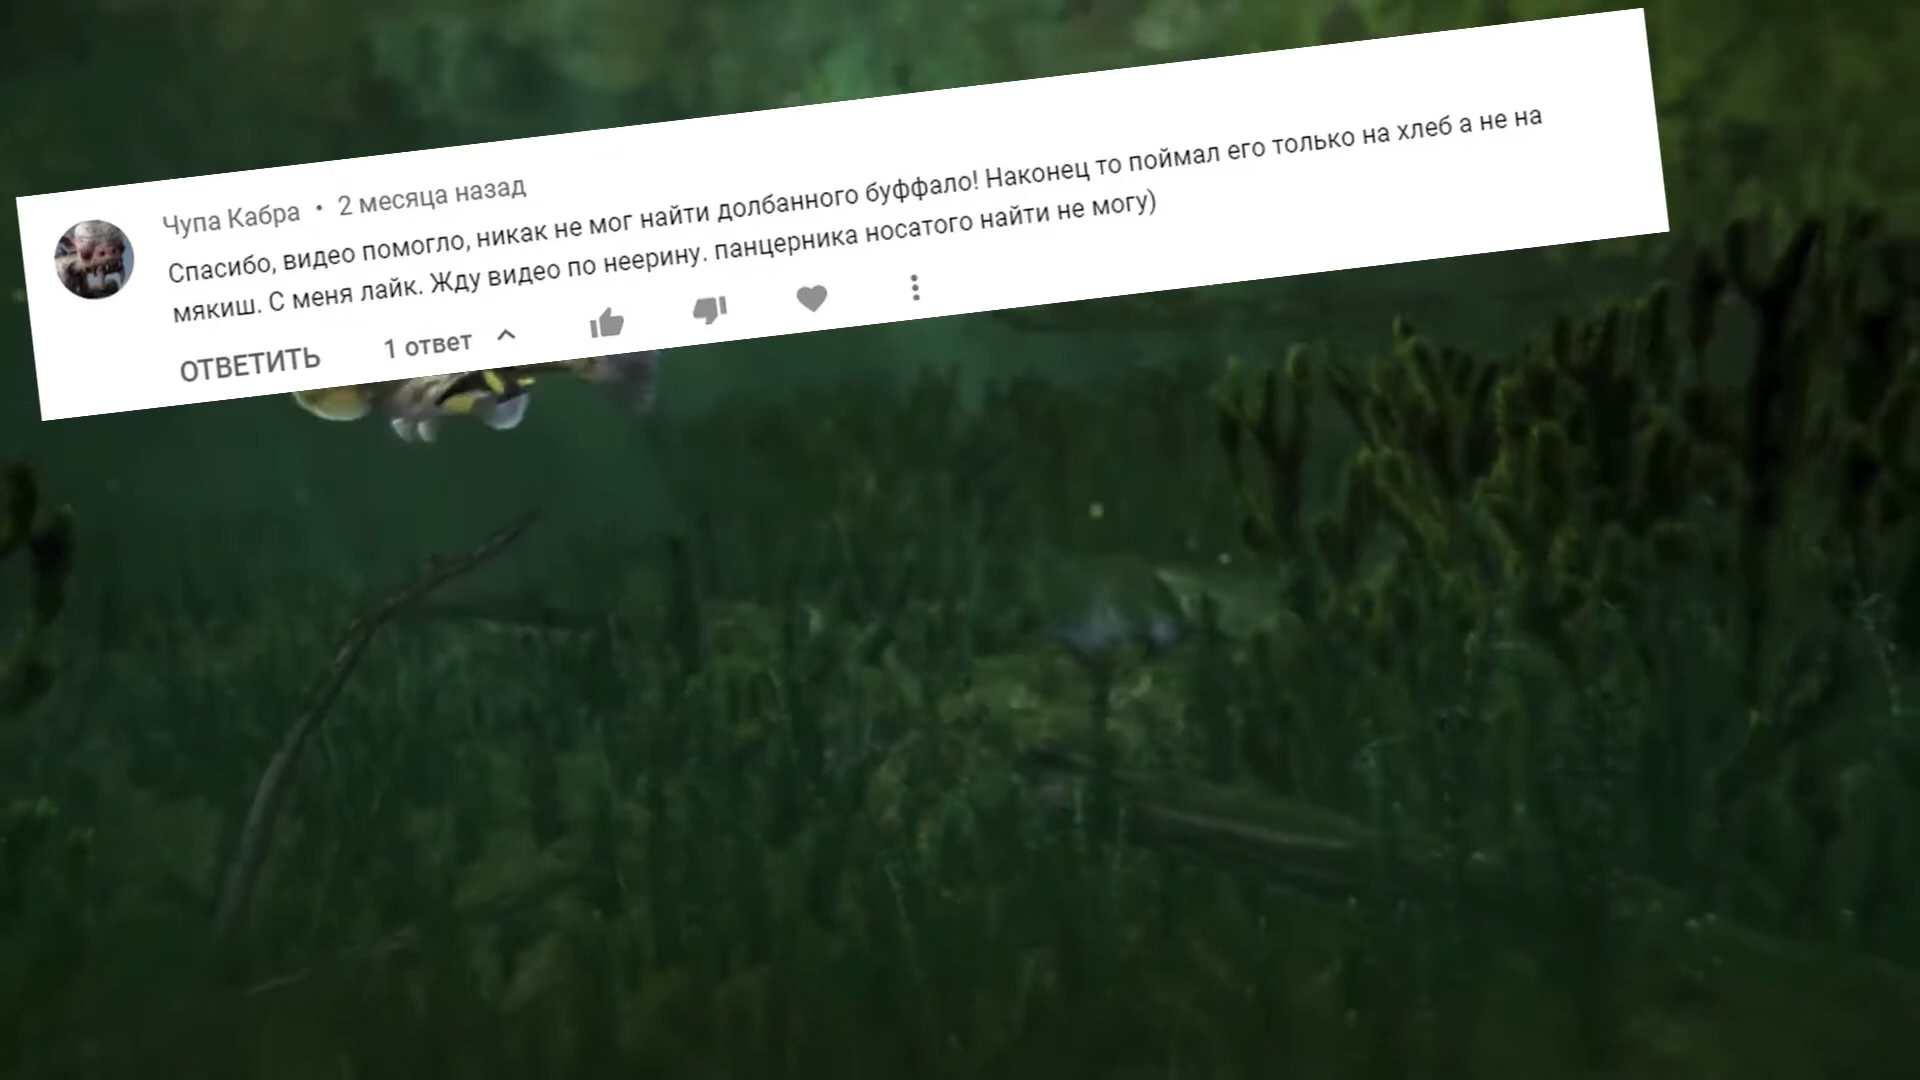 Чупа Кабра • 2 месяца назад
Спасибо, видео помогло, никак не мог найти долбанного буффало! Наконец то поймал его только на хлеб а не на
мякиш. С меня лайк. Жду видео по неерину. панцерника носатого найти не могу)
ОТВЕТИТЬ 1 ответ